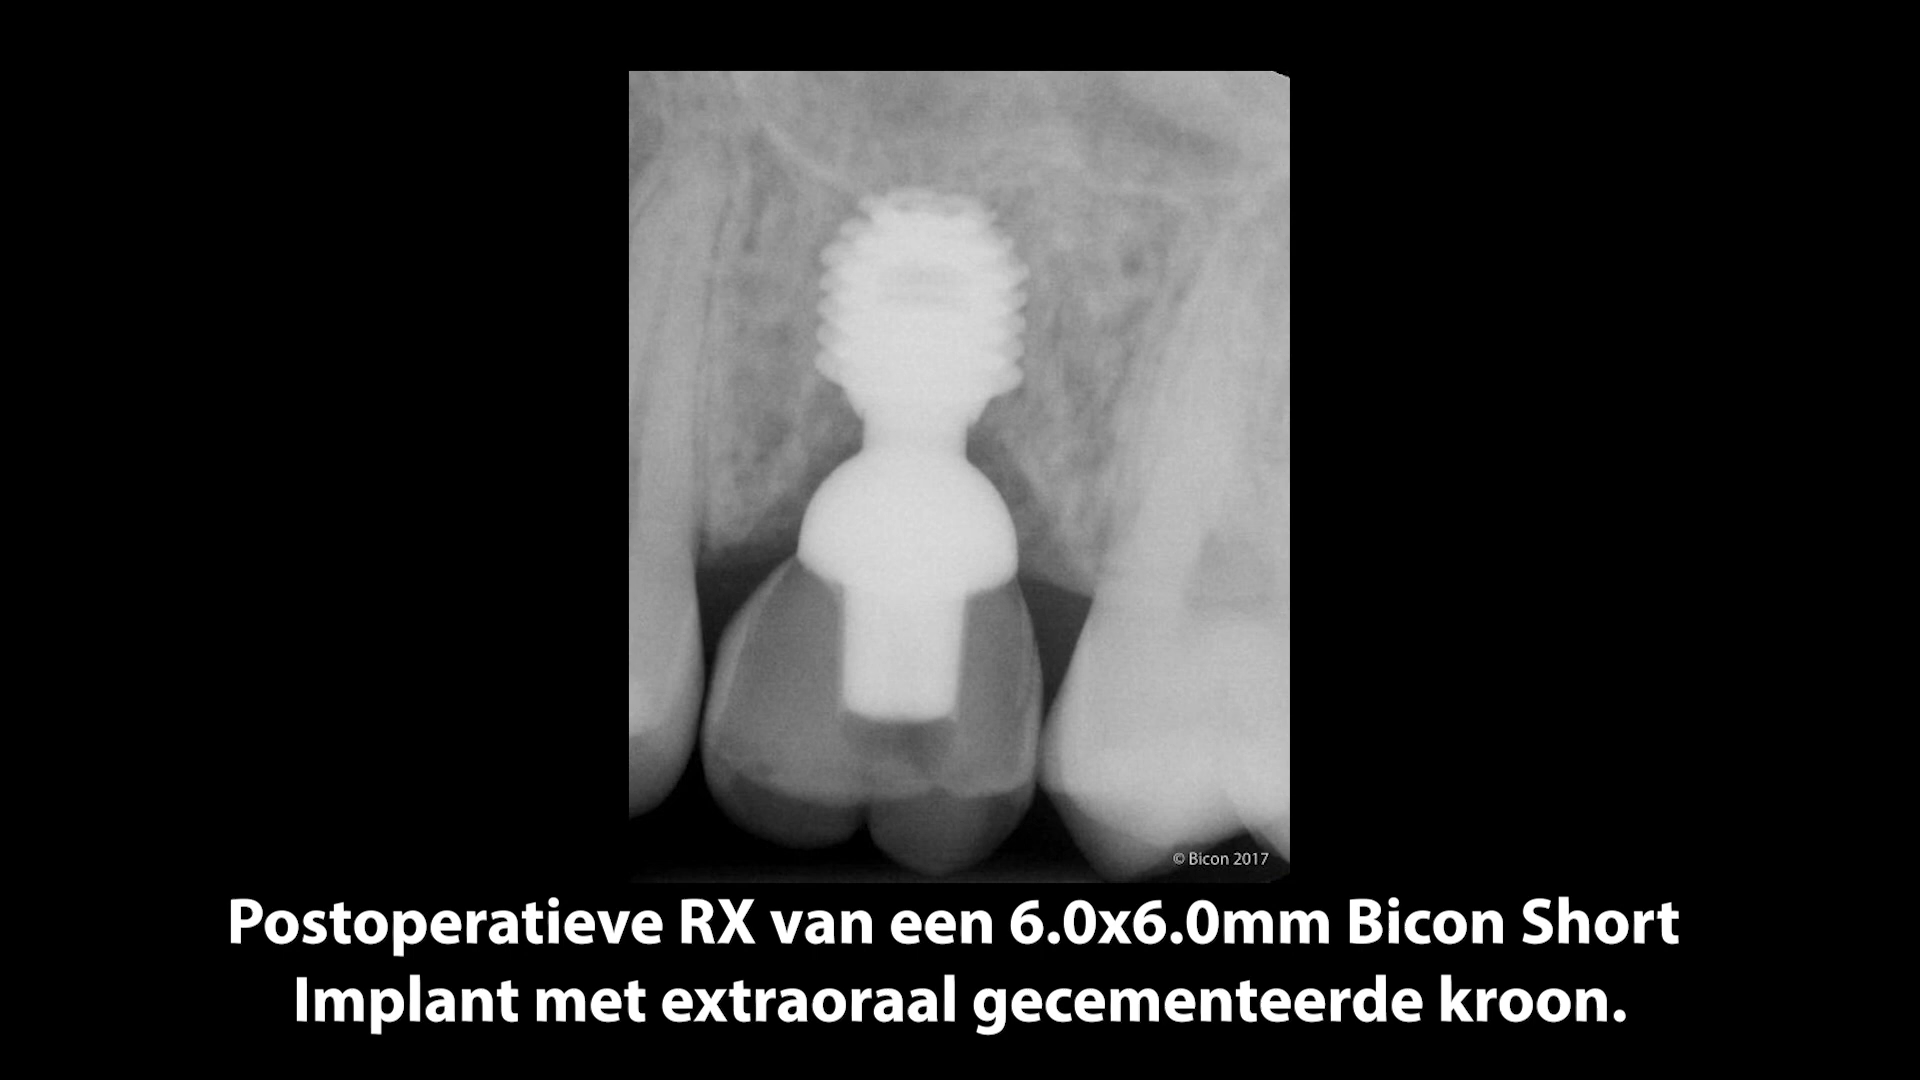 © Bicon 2017
Postoperatieve RX van een 6.0x6.0mm Bicon Short
Implant met extraoraal gecementeerde kroon.